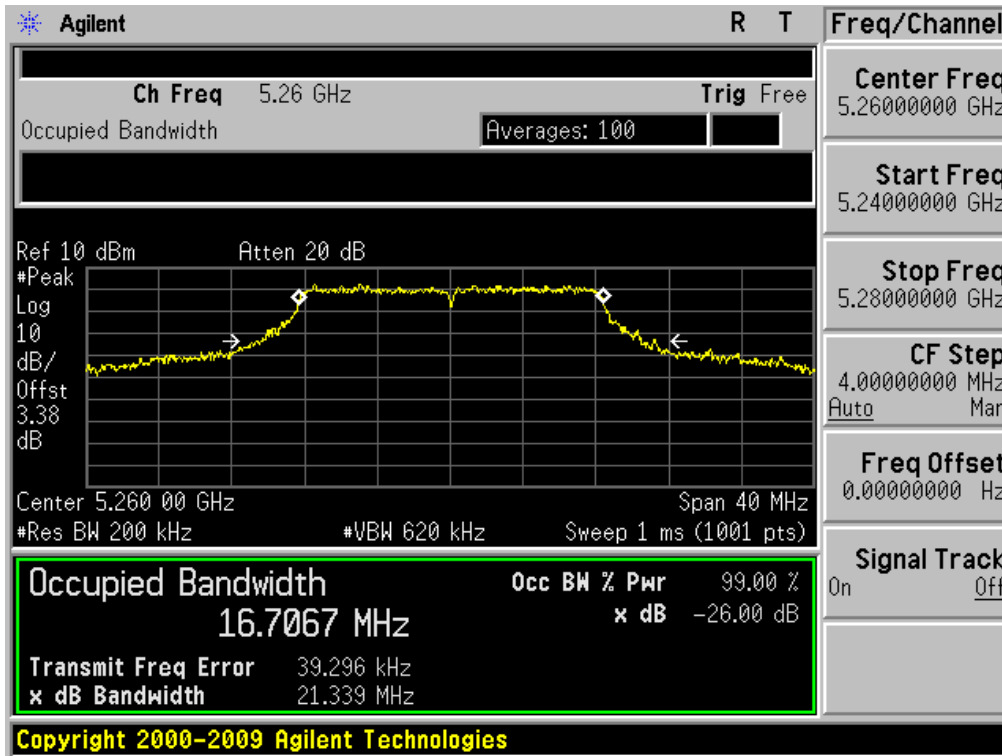 Agilent R T
Freq/Channel
Ch Freq 5.26 GHz Trig Free
Occupied Bandwidth Averages: 100
Center Freq
5.26000000 GHz
Start Freq
5.24000000 GHz
Stop Freq
5.28000000 GHz
CF Step
4.00000000 MHz
Auto Man
Freq Offset
0.00000000 Hz
Signal Track
On Off
Ref 10 dBm Atten 20 dB
#Peak
Log
10
dB/
Offst
3.38
dB
Center 5.260 00 GHz Span 40 MHz
#Res BW 200 kHz #VBW 620 kHz Sweep 1 ms (1001 pts)
Occupied Bandwidth Occ BW % Pwr 99.00 %
16.7067 MHz x dB -26.00 dB
Transmit Freq Error 39.296 kHz
x dB Bandwidth 21.339 MHz
Copyright 2000-2009 Agilent Technologies